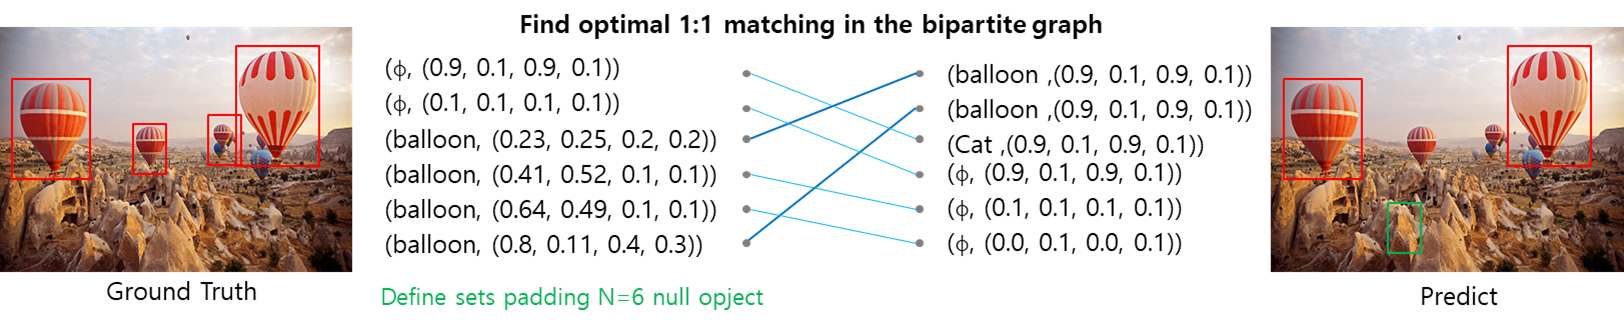 Find optimal 1:1 matching in the bipartite graph
(ϕ, (0.9, 0.1, 0.9, 0.1))
(ϕ, (0.1, 0.1, 0.1, 0.1))
(balloon, (0.23, 0.25, 0.2, 0.2))
(balloon, (0.41, 0.52, 0.1, 0.1))
(balloon, (0.64, 0.49, 0.1, 0.1))
(balloon, (0.8, 0.11, 0.4, 0.3))
(balloon ,(0.9, 0.1, 0.9, 0.1))
(balloon ,(0.9, 0.1, 0.9, 0.1))
(Cat ,(0.9, 0.1, 0.9, 0.1))
(ϕ, (0.9, 0.1, 0.9, 0.1))
(ϕ, (0.1, 0.1, 0.1, 0.1))
(ϕ, (0.0, 0.1, 0.0, 0.1))
Ground Truth
Define sets padding N=6 null opject
Predict